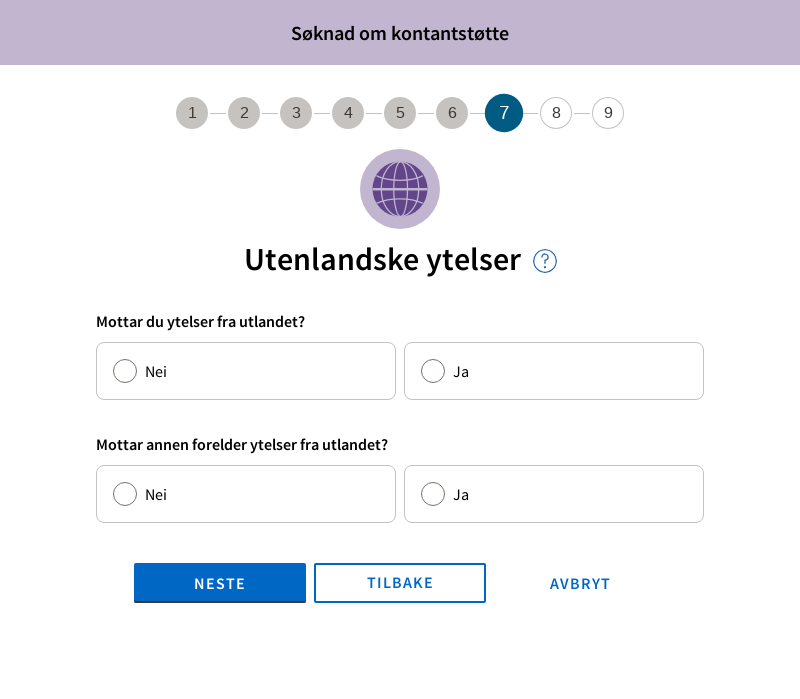 Søknad om kontantstøtte
1 2 3 4 5 6 7 8 9
Utenlandske ytelser ?
Mottar du ytelser fra utlandet?
Nei Ja
Mottar annen forelder ytelser fra utlandet?
Nei Ja
NESTE TILBAKE AVBRYT